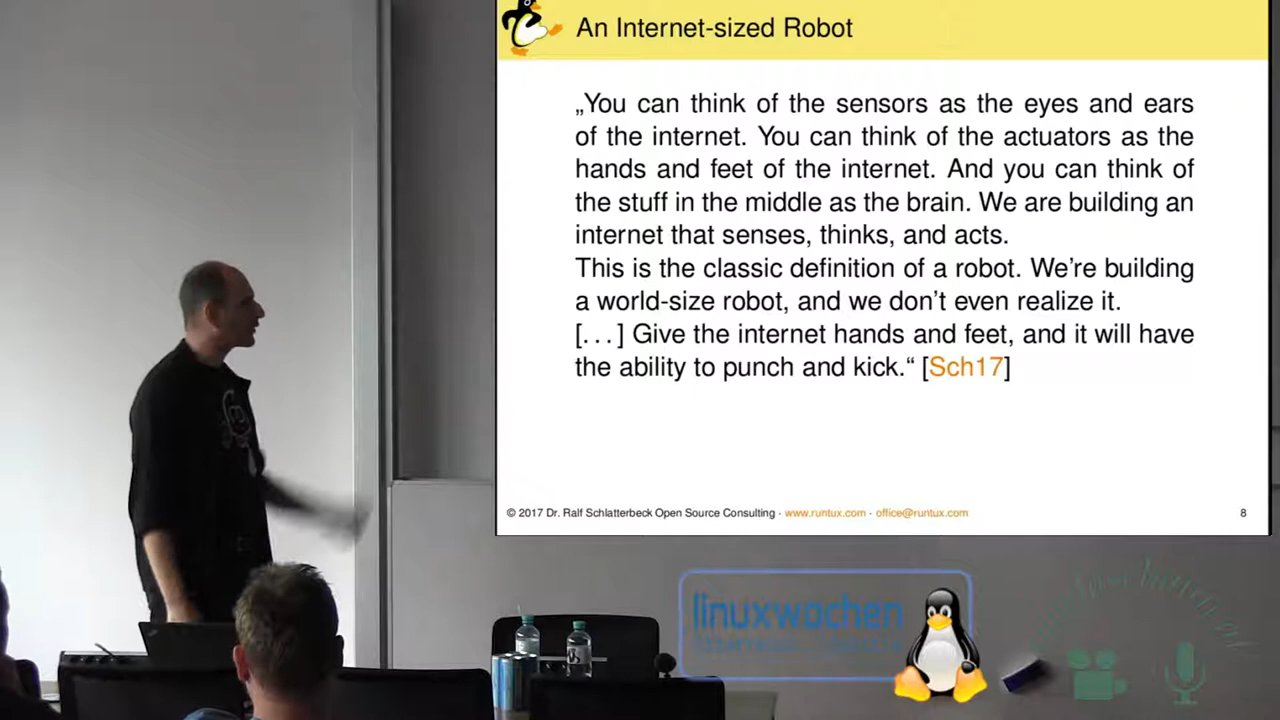 An Internet-sized Robot
„You can think of the sensors as the eyes and ears
of the internet. You can think of the actuators as the
hands and feet of the internet. And you can think of
the stuff in the middle as the brain. We are building an
internet that senses, thinks, and acts.
This is the classic definition of a robot. We're building
a world-size robot, and we don't even realize it.
[...] Give the internet hands and feet, and it will have
the ability to punch and kick.“ [Sch17]
© 2017 Dr. Ralf Schlatterbeck Open Source Consulting · www.runtux.com · office@runtux.com
8
linuxwochen